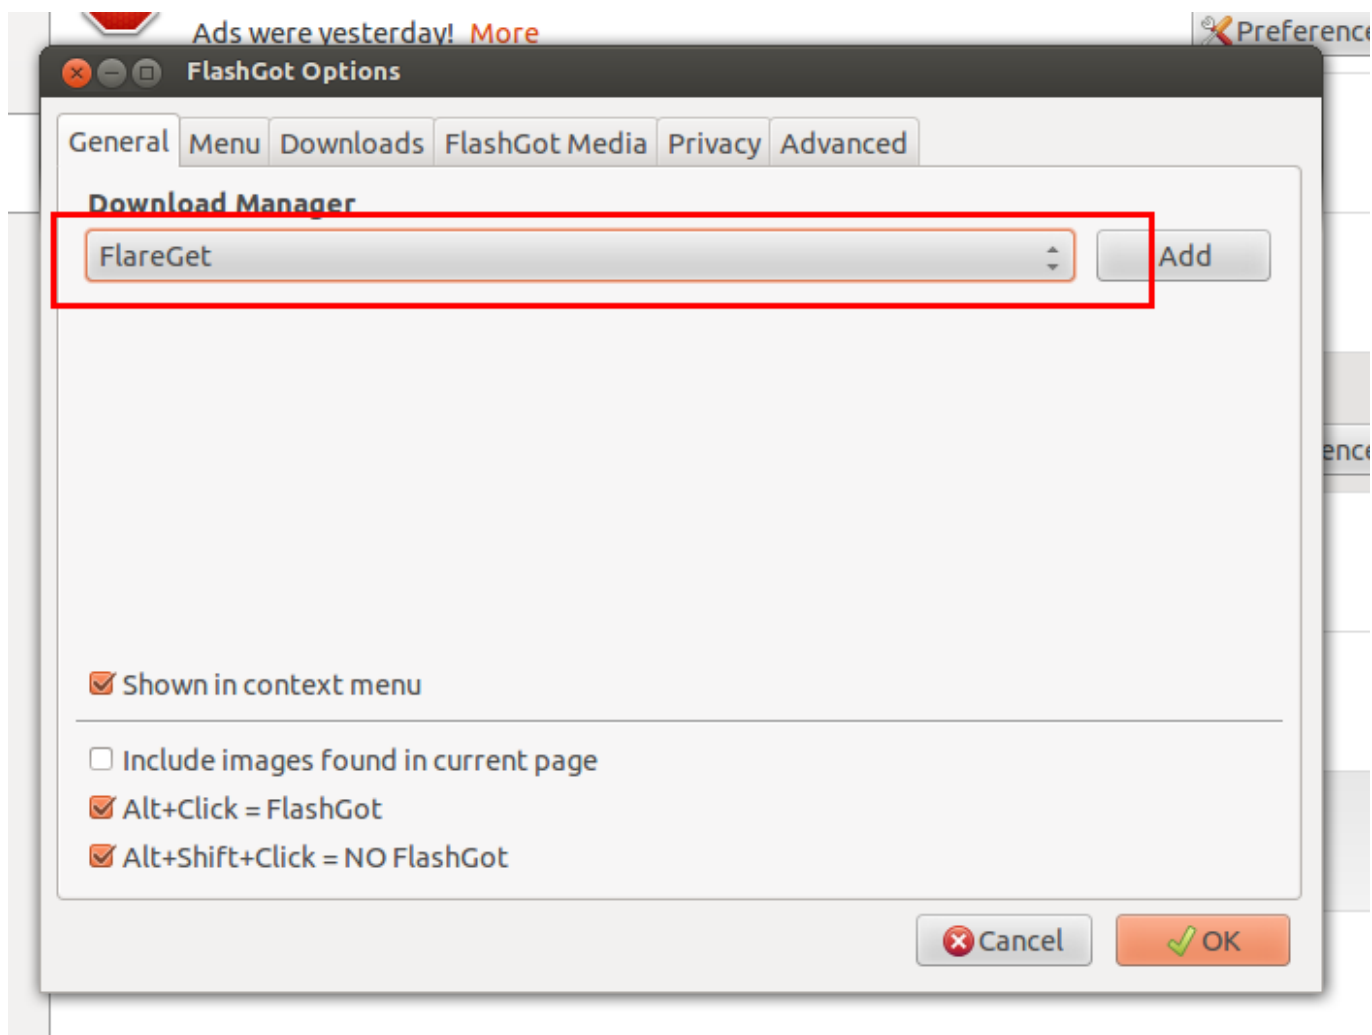 Ads were yesterday! More
Preference
FlashGot Options
General Menu Downloads FlashGot Media Privacy Advanced
Download Manager
FlareGet
Add
ence
Shown in context menu
Include images found in current page
Alt+Click = FlashGot
Alt+Shift+Click = NO FlashGot
Cancel OK